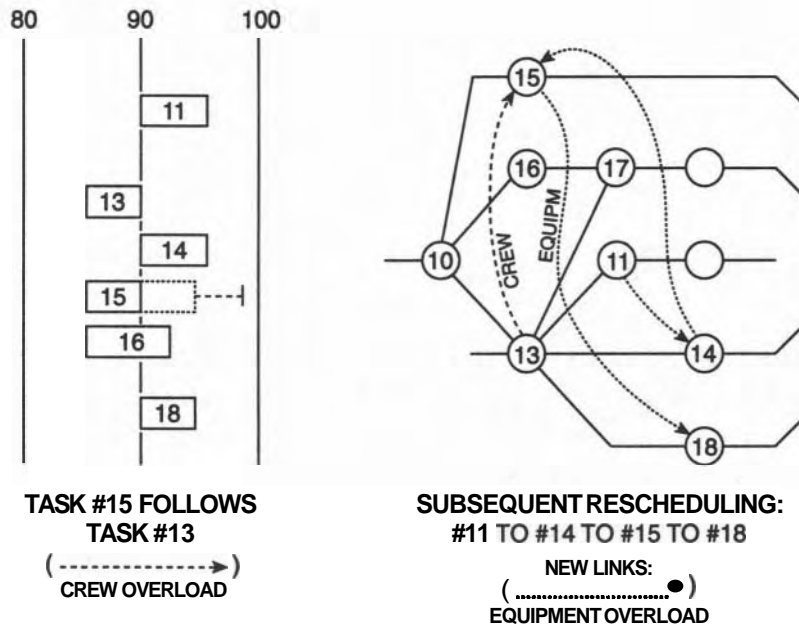 80 90 100
11
13
14
15
16
18
15
16 17
CREW
EQUIPM
10 11
13 14
18
TASK #15 FOLLOWS
TASK #13
CREW OVERLOAD
SUBSEQUENT RESCHEDULING:
#11 TO #14 TO #15 TO #18
NEW LINKS:
EQUIPMENT OVERLOAD